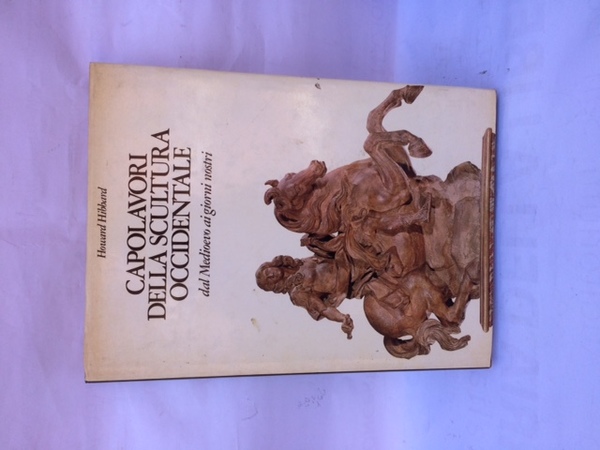 Howard Hibbard
CAPOLAVORI
DELLA SCULTURA
OCCIDENTALE
dal Medioevo ai giorni nostri